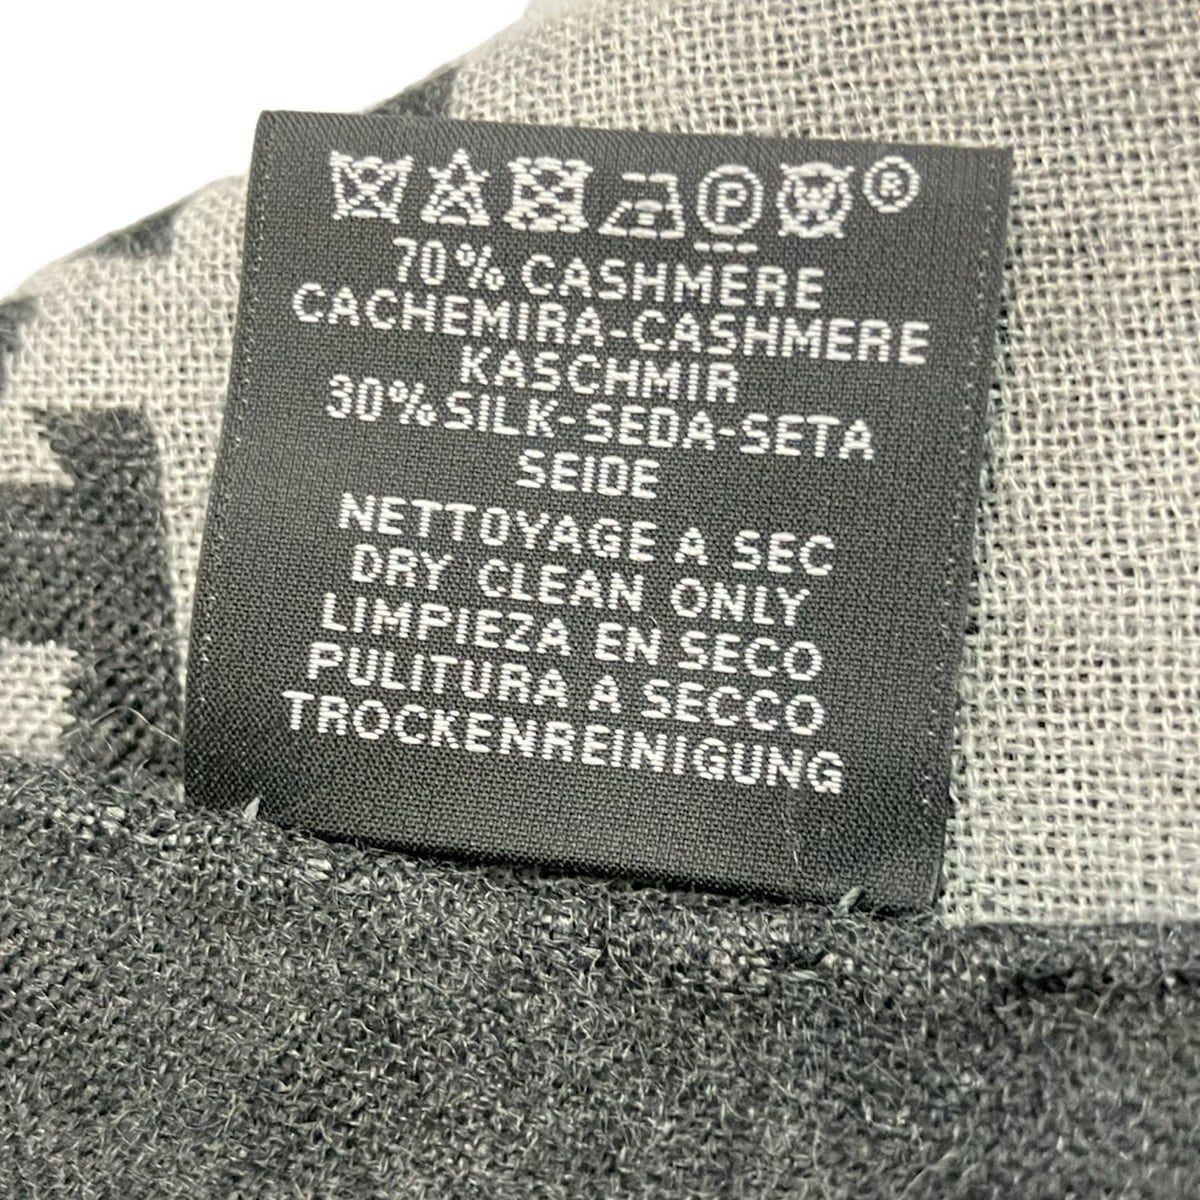 P W ®
70% CASHMERE
CACHEMIRA-CASHMERE
KASCHMIR
30% SILK-SEDA-SETA
SEIDE
NETTOYAGE A SEC
DRY CLEAN ONLY
LIMPIEZA EN SECO
PULITURA A SECCO
TROCKENREINIGUNG